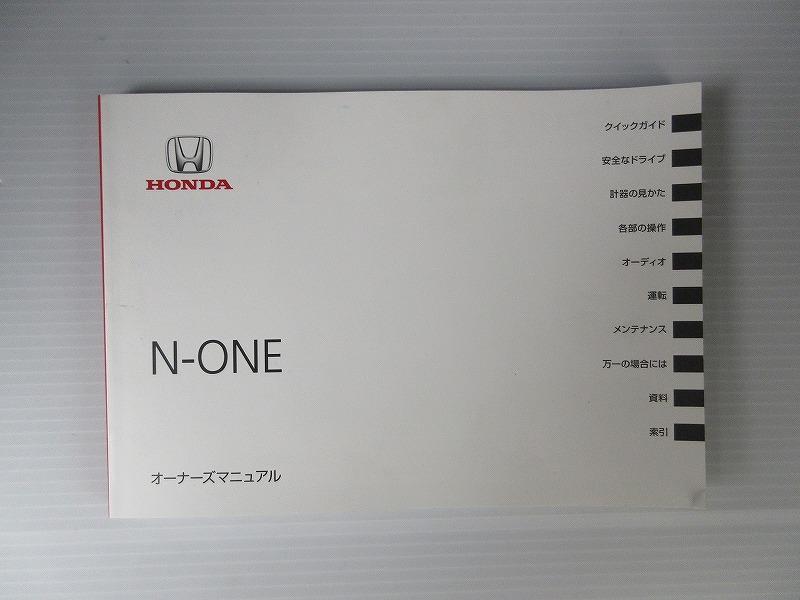 HONDA
N-ONE
オーナーズマニュアル
クイックガイド
安全なドライブ
計器の見かた
各部の操作
オーディオ
運転
メンテナンス
万一の場合には
資料
索引